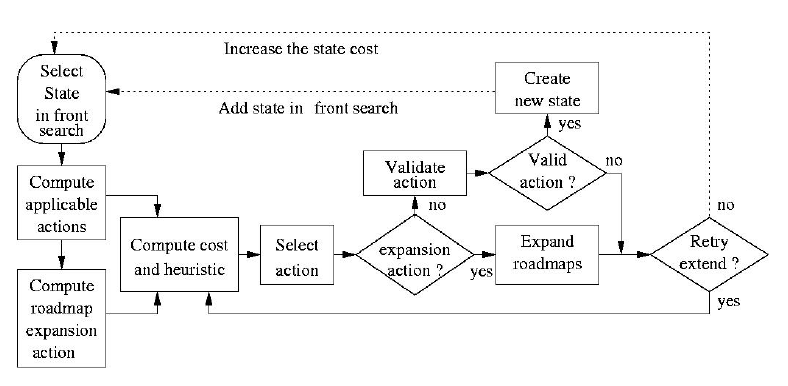 Increase the state cost
Select
State
in front
search
Add state in front search
Create
new state
yes
Compute
applicable
actions
Validate
action
Valid
action ?
no
no
no
Compute cost
and heuristic
Select
action
expansion
action ?
yes
Expand
roadmaps
Retry
extend ?
yes
Compute
roadmap
expansion
action